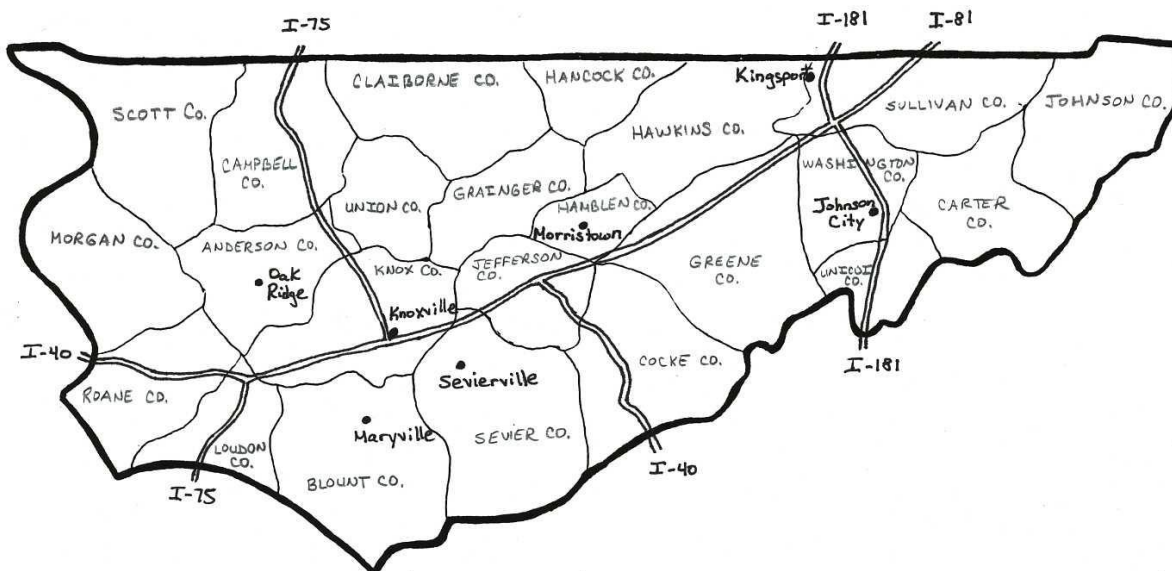 I-75
I-181
I-81
CLAIBORNE CO.
HANCOCK CO.
Kingsport
SCOTT CO.
SULLIVAN CO.
JOHNSON CO.
HAWKINS CO.
CAMPBELL
CO.
WASHINGTON
CO.
GRAINGER CO.
UNION CO.
HAMBLEN CO.
Johnson
City
CARTER
CO.
Morristown
MORGAN CO.
ANDERSON CO.
KNOX CO.
JEFFERSON
CO.
GREENE
CO.
UNICOI
CO.
Oak
Ridge
Knoxville
I-40
I-181
COCKE CO.
Sevierville
ROANE CO.
Maryville
SEVIER CO.
LOUDON
CO.
I-40
BLOUNT CO.
I-75